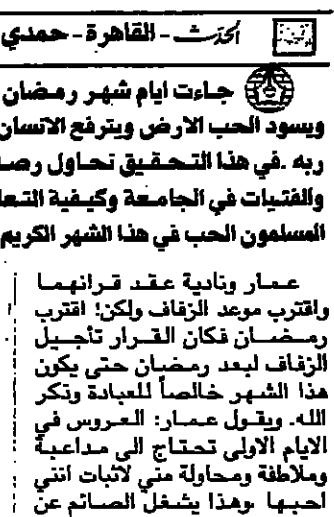 الحدث - القاهرة - حمدي
جاءت ايام شهر رمضان
ويسود الحب الارض ويترفع الانسان
ربه .في هذا التحقيق تحاول رصد
والفتيات في الجامعة وكيفية التعا
المسلمون الحب في هذا الشهر الكريم
عمار ونادية عقد قرانهما
واقترب موعد الزفاف ولكن! اقترب
رمضان فكان القرار تأجيل
الزفاف لبعد رمضان حتى يكون
هذا الشهر خالصاً للعبادة وذكر
الله. ويقول عمار: العروس في
الايام الاولى تحتاج الى مداعبة
وملاطفة ومحاولة مني لاثبات انني
احبها وهذا يشغل الصائم عن